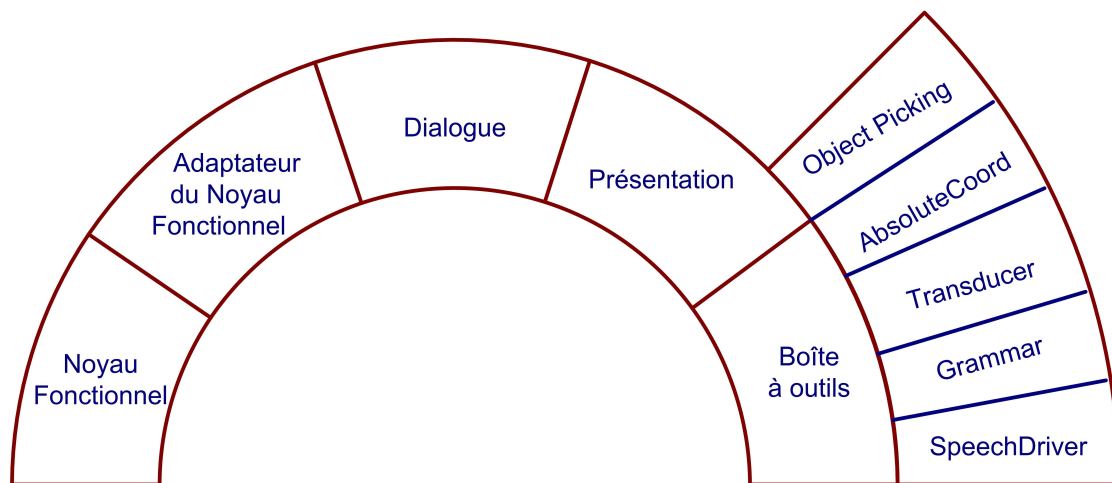 Noyau
Fonctionnel
Adaptateur
du Noyau
Fonctionnel
Dialogue
Présentation
Boîte
à outils
Object Picking
AbsoluteCoord
Transducer
Grammar
SpeechDriver